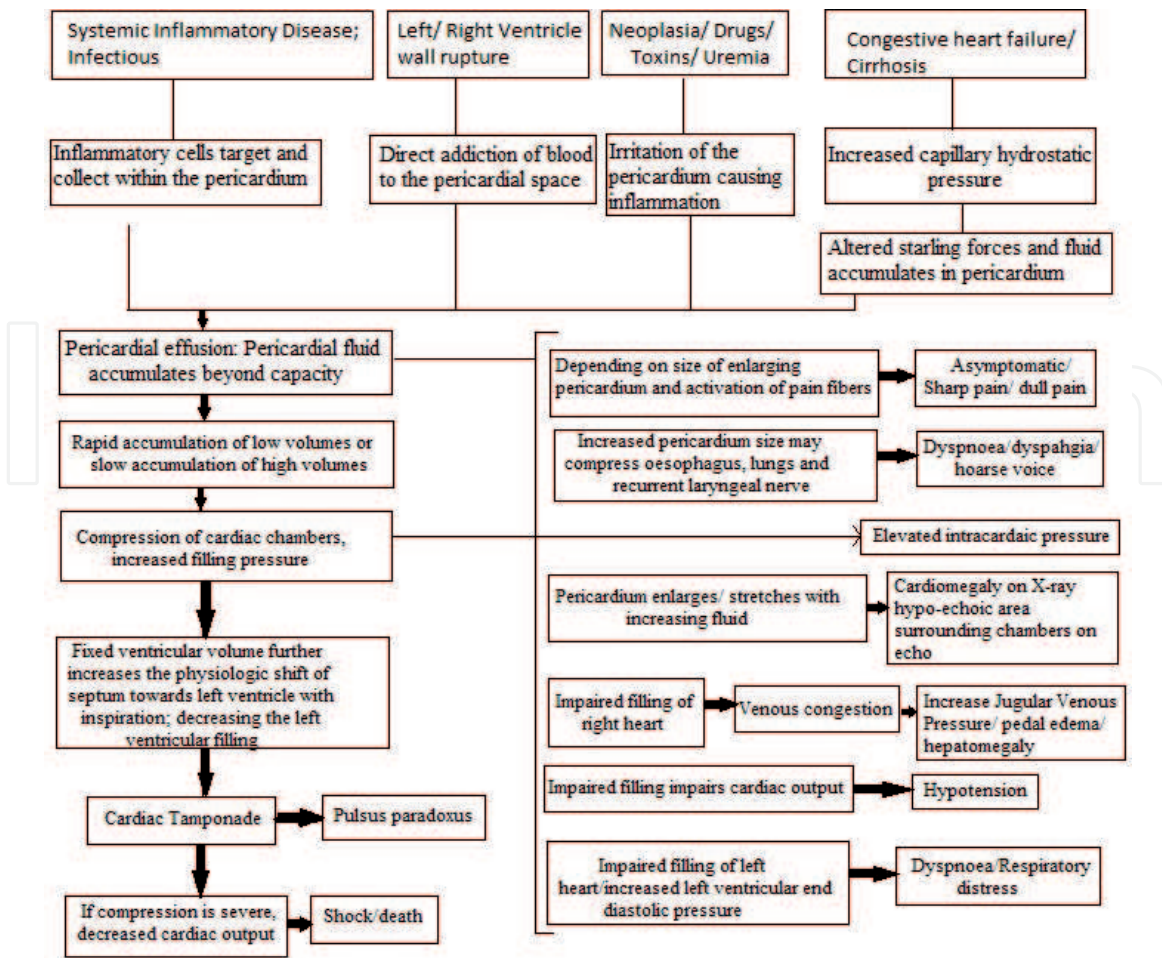 Systemic Inflammatory Disease;
Infectious
Left/ Right Ventricle
wall rupture
Neoplasia/ Drugs/
Toxins/ Uremia
Congestive heart failure/
Cirrhosis
Inflammatory cells target and
collect within the pericardium
Direct addiction of blood
to the pericardial space
Irritation of the
pericardium causing
inflammation
Increased capillary hydrostatic
pressure
Altered starling forces and fluid
accumulates in pericardium
Pericardial effusion: Pericardial fluid
accumulates beyond capacity
Rapid accumulation of low volumes or
slow accumulation of high volumes
Compression of cardiac chambers,
increased filling pressure
Fixed ventricular volume further
increases the physiologic shift of
septum towards left ventricle with
inspiration; decreasing the left
ventricular filling
Cardiac Tamponade
Pulsus paradoxus
If compression is severe,
decreased cardiac output
Shock/death
Depending on size of enlarging
pericardium and activation of pain fibers
Asymptomatic/
Sharp pain/ dull pain
Increased pericardium size may
compress oesophagus, lungs and
recurrent laryngeal nerve
Dyspnoea/dyspahgia/
hoarse voice
Elevated intracardaic pressure
Pericardium enlarges/ stretches with
increasing fluid
Cardiomegaly on X-ray
hypo-echoic area
surrounding chambers on
echo
Impaired filling of
right heart
Venous congestion
Increase Jugular Venous
Pressure/ pedal edema/
hepatomegaly
Impaired filling impairs cardiac output
Hypotension
Impaired filling of left
heart/increased left ventricular end
diastolic pressure
Dyspnoea/Respiratory
distress